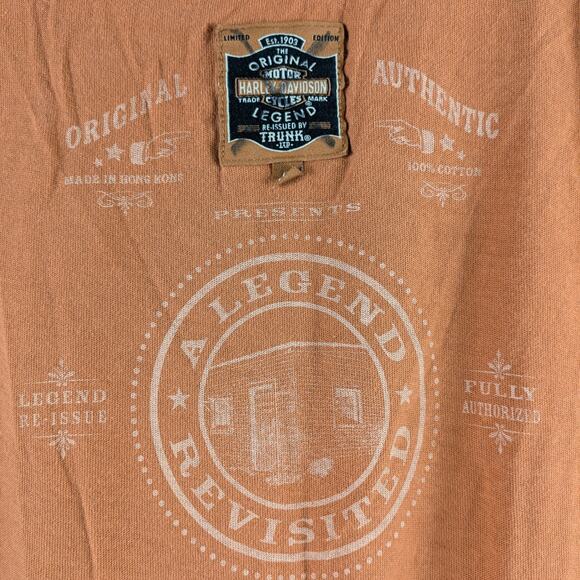 LIMITED EST. 1903 EDITION
THE
ORIGINAL
MOTOR
HARLEY-DAVIDSON
TRADE CYCLES MARK
LEGEND
RE-ISSUED BY
TRUNK®
LTD
ORIGINAL
MADE IN HONG KONG
AUTHENTIC
100% COTTON
PRESENTS
A LEGEND
REVISITED
LEGEND
RE-ISSUE
FULLY
AUTHORIZED